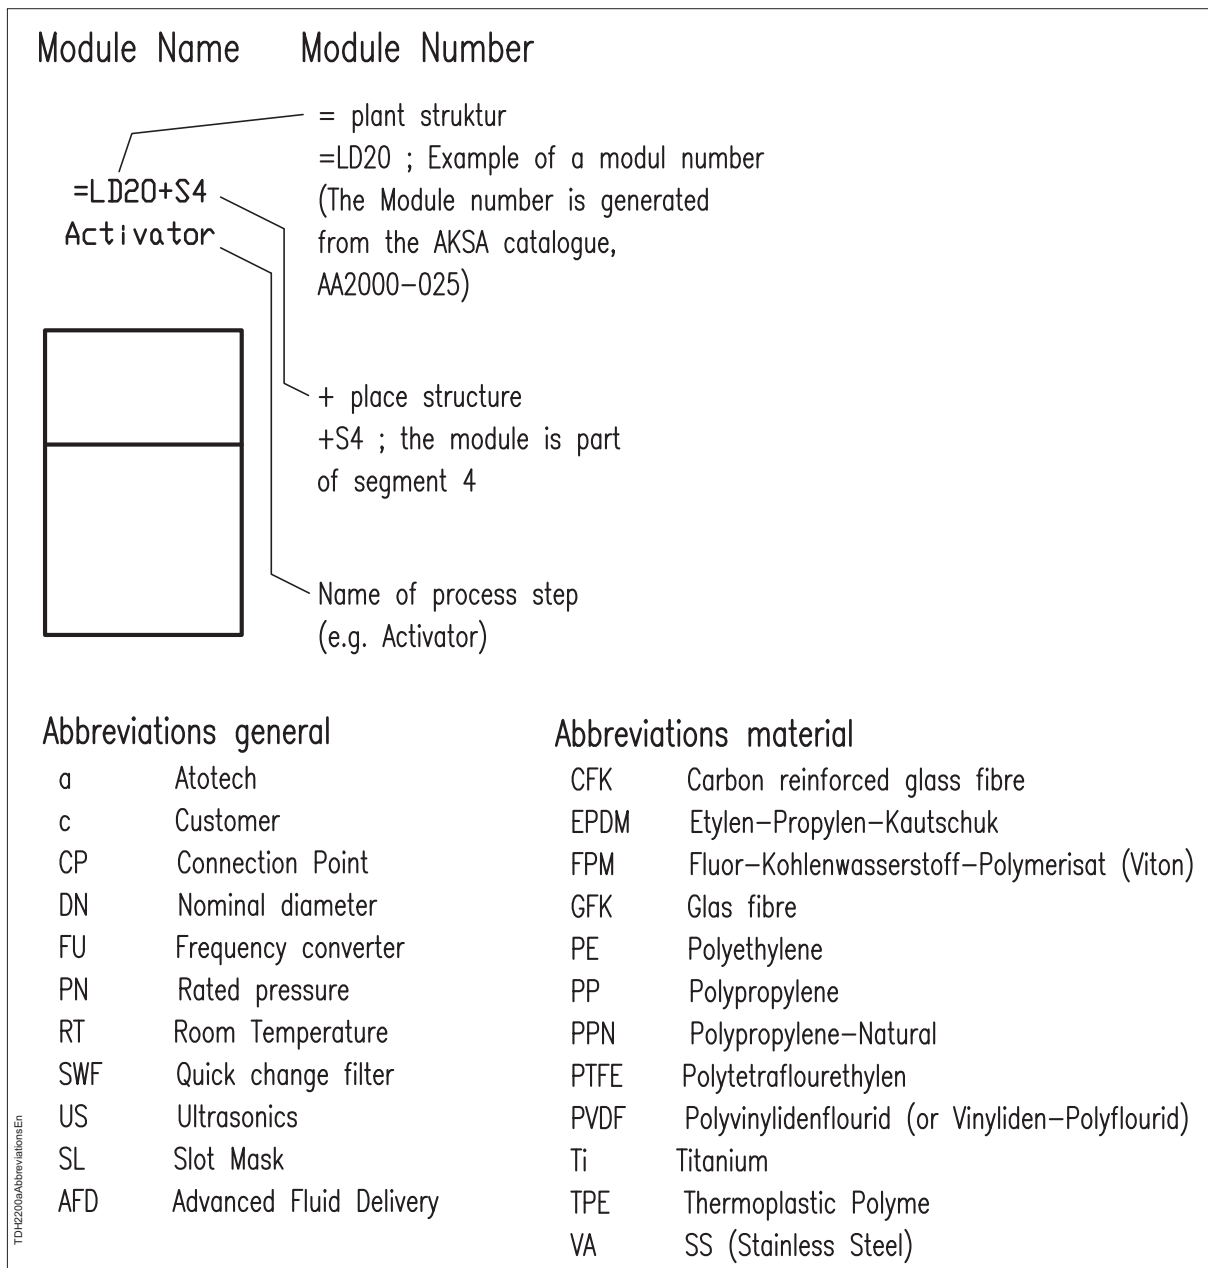 Module Name Module Number
= plant struktur
=LD20 ; Example of a modul number
(The Module number is generated
from the AKSA catalogue,
AA2000-025)
=LD20+S4
Activator
+ place structure
+S4 ; the module is part
of segment 4
Name of process step
(e.g. Activator)
Abbreviations general
a Atotech
c Customer
CP Connection Point
DN Nominal diameter
FU Frequency converter
PN Rated pressure
RT Room Temperature
SWF Quick change filter
US Ultrasonics
SL Slot Mask
AFD Advanced Fluid Delivery
Abbreviations material
CFK Carbon reinforced glass fibre
EPDM Etylen-Propylen-Kautschuk
FPM Fluor-Kohlenwasserstoff-Polymerisat (Viton)
GFK Glas fibre
PE Polyethylene
PP Polypropylene
PPN Polypropylene-Natural
PTFE Polytetraflourethylen
PVDF Polyvinylidenflourid (or Vinyliden-Polyflourid)
Ti Titanium
TPE Thermoplastic Polyme
VA SS (Stainless Steel)
TDH2200aAbbreviationsEn